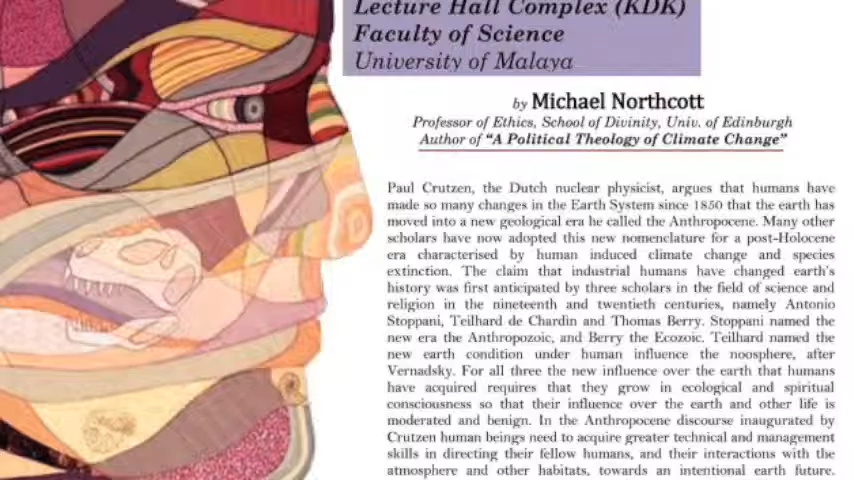 Lecture Hall Complex (KDK)
Faculty of Science
University of Malaya
by Michael Northcott
Professor of Ethics, School of Divinity, Univ. of Edinburgh
Author of "A Political Theology of Climate Change"
Paul Crutzen, the Dutch nuclear physicist, argues that humans have
made so many changes in the Earth System since 1850 that the earth has
moved into a new geological era he called the Anthropocene. Many other
scholars have now adopted this new nomenclature for a post-Holocene
era characterised by human induced climate change and species
extinction. The claim that industrial humans have changed earth's
history was first anticipated by three scholars in the field of science and
religion in the nineteenth and twentieth centuries, namely Antonio
Stoppani, Teilhard de Chardin and Thomas Berry. Stoppani named the
new era the Anthropozoic, and Berry the Ecozoic. Teilhard named the
new earth condition under human influence the noosphere, after
Vernadsky. For all three the new influence over the earth that humans
have acquired requires that they grow in ecological and spiritual
consciousness so that their influence over the earth and other life is
moderated and benign. In the Anthropocene discourse inaugurated by
Crutzen human beings need to acquire greater technical and management
skills in directing their fellow humans, and their interactions with the
atmosphere and other habitats, towards an intentional earth future.